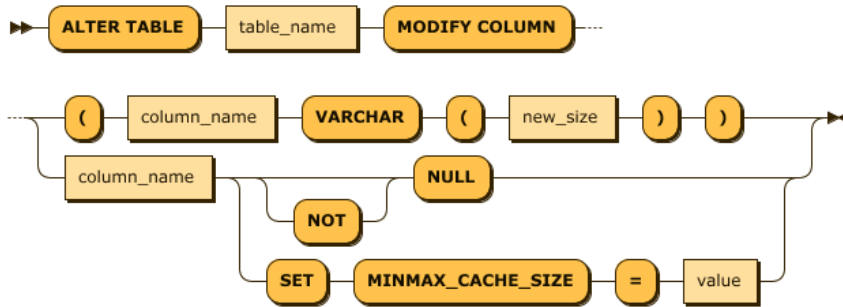 ALTER TABLE table_name MODIFY COLUMN
( column_name VARCHAR ( new_size ) )
column_name NULL
NOT
SET MINMAX_CACHE_SIZE = value